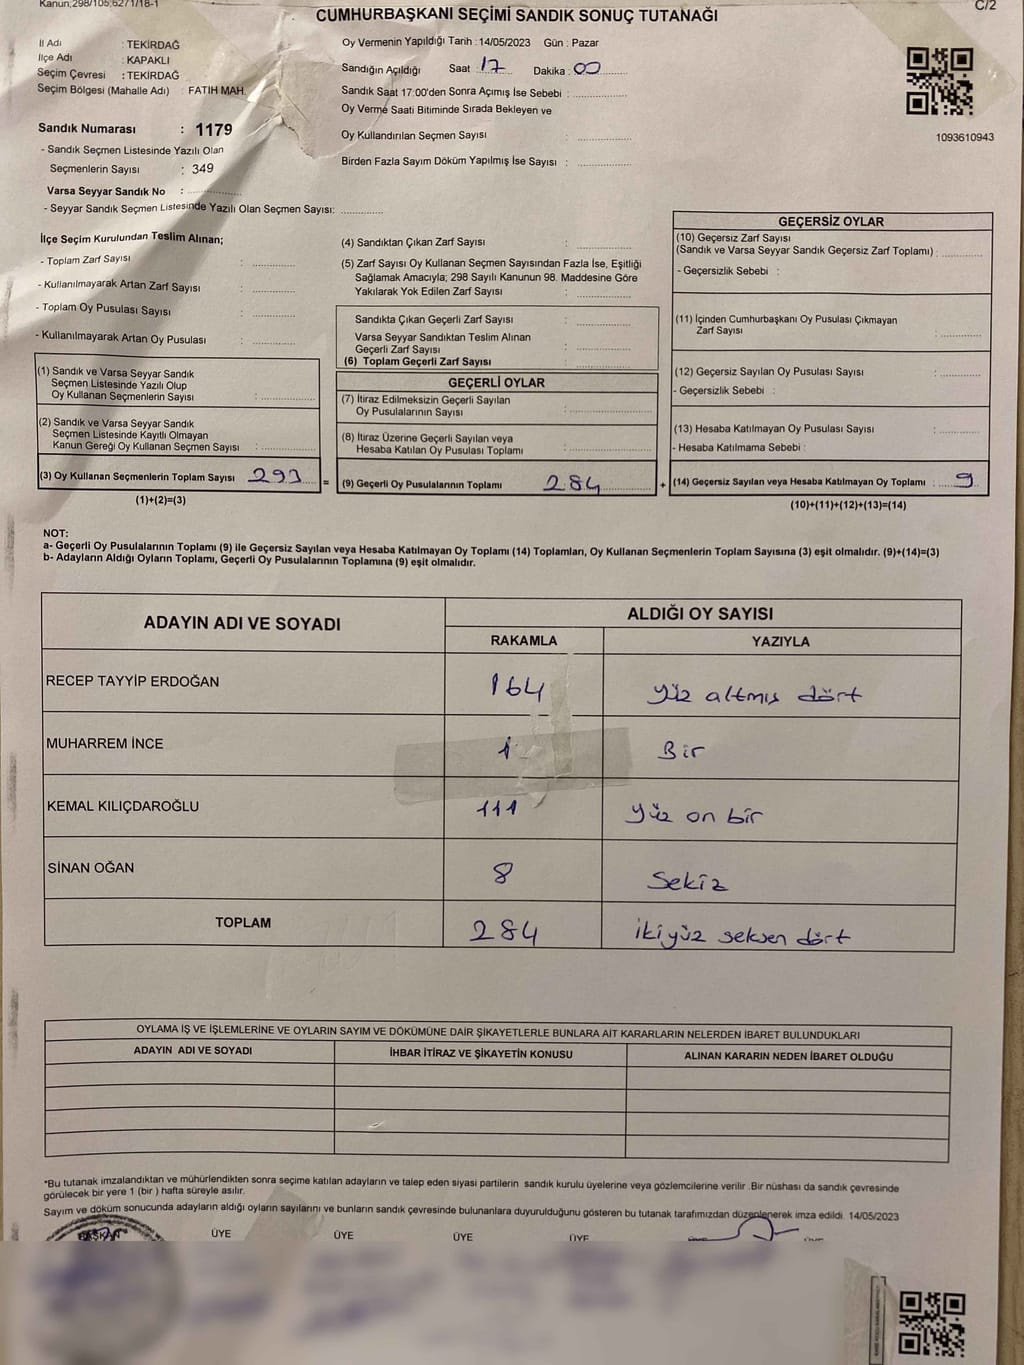 Kanun;298/105,6271/18-1
C/2
CUMHURBAŞKANI SEÇİMİ SANDIK SONUÇ TUTANAĞI
İl Adı : TEKİRDAĞ
İlçe Adı : KAPAKLI
Seçim Çevresi : TEKİRDAĞ
Seçim Bölgesi (Mahalle Adı) : FATİH MAH.
Oy Vermenin Yapıldığı Tarih : 14/05/2023 Gün : Pazar
Sandığın Açıldığı Saat 17 Dakika : 00
Sandık Saat 17:00'den Sonra Açımış İse Sebebi :
Oy Verme Saati Bitiminde Sırada Bekleyen ve
Oy Kullandırılan Seçmen Sayısı :
Birden Fazla Sayım Döküm Yapılmış İse Sayısı :
1093610943
Sandık Numarası : 1179
- Sandık Seçmen Listesinde Yazılı Olan
Seçmenlerin Sayısı : 349
Varsa Seyyar Sandık No :
- Seyyar Sandık Seçmen Listesinde Yazılı Olan Seçmen Sayısı:
İlçe Seçim Kurulundan Teslim Alınan;
- Toplam Zarf Sayısı :
- Kullanılmayarak Artan Zarf Sayısı :
- Toplam Oy Pusulası Sayısı :
- Kullanılmayarak Artan Oy Pusulası :
(1) Sandık ve Varsa Seyyar Sandık
Seçmen Listesinde Yazılı Olup
Oy Kullanan Seçmenlerin Sayısı :
(2) Sandık ve Varsa Seyyar Sandık
Seçmen Listesinde Kayıtlı Olmayan
Kanun Gereği Oy Kullanan Seçmen Sayısı :
(3) Oy Kullanan Seçmenlerin Toplam Sayısı 293 =
(1)+(2)=(3)
(4) Sandıktan Çıkan Zarf Sayısı :
(5) Zarf Sayısı Oy Kullanan Seçmen Sayısından Fazla İse, Eşitliği
Sağlamak Amacıyla; 298 Sayılı Kanunun 98. Maddesine Göre
Yakılarak Yok Edilen Zarf Sayısı :
Sandıkta Çıkan Geçerli Zarf Sayısı :
Varsa Seyyar Sandıktan Teslim Alınan
Geçerli Zarf Sayısı :
(6) Toplam Geçerli Zarf Sayısı :
GEÇERLİ OYLAR
(7) İtiraz Edilmeksizin Geçerli Sayılan
Oy Pusulalarının Sayısı :
(8) İtiraz Üzerine Geçerli Sayılan veya
Hesaba Katılan Oy Pusulası Toplamı :
(9) Geçerli Oy Pusulalarının Toplamı 284 +
GEÇERSİZ OYLAR
(10) Geçersiz Zarf Sayısı
(Sandık ve Varsa Seyyar Sandık Geçersiz Zarf Toplamı) :
- Geçersizlik Sebebi :
(11) İçinden Cumhurbaşkanı Oy Pusulası Çıkmayan
Zarf Sayısı :
(12) Geçersiz Sayılan Oy Pusulası Sayısı :
- Geçersizlik Sebebi :
(13) Hesaba Katılmayan Oy Pusulası Sayısı :
- Hesaba Katılmama Sebebi :
(14) Geçersiz Sayılan veya Hesaba Katılmayan Oy Toplamı : 9
(10)+(11)+(12)+(13)=(14)
NOT:
a- Geçerli Oy Pusulalarının Toplamı (9) ile Geçersiz Sayılan veya Hesaba Katılmayan Oy Toplamı (14) Toplamları, Oy Kullanan Seçmenlerin Toplam Sayısına (3) eşit olmalıdır. (9)+(14)=(3)
b- Adayların Aldığı Oyların Toplamı, Geçerli Oy Pusulalarının Toplamına (9) eşit olmalıdır.
ADAYIN ADI VE SOYADI ALDIĞI OY SAYISI
RAKAMLA YAZIYLA
RECEP TAYYİP ERDOĞAN 164 yüz altmış dört
MUHARREM İNCE 1 Bir
KEMAL KILIÇDAROĞLU 111 yüz on bir
SİNAN OĞAN 8 Sekiz
TOPLAM 284 ikiyüz seksen dört
OYLAMA İŞ VE İŞLEMLERİNE VE OYLARIN SAYIM VE DÖKÜMÜNE DAİR ŞİKAYETLERLE BUNLARA AİT KARARLARIN NELERDEN İBARET BULUNDUKLARI
ADAYIN ADI VE SOYADI İHBAR İTİRAZ VE ŞİKAYETİN KONUSU ALINAN KARARIN NEDEN İBARET OLDUĞU
*Bu tutanak imzalandıktan ve mühürlendikten sonra seçime katılan adayların ve talep eden siyasi partilerin sandık kurulu üyelerine veya gözlemcilerine verilir .Bir nüshası da sandık çevresinde
görülecek bir yere 1 (bir ) hafta süreyle asılır.
Sayım ve döküm sonucunda adayların aldığı oyların sayılarını ve bunların sandık çevresinde bulunanlara duyurulduğunu gösteren bu tutanak tarafımızdan düzenlenerek imza edildi. 14/05/2023
BAŞKAN ÜYE ÜYE ÜYE ÜYE